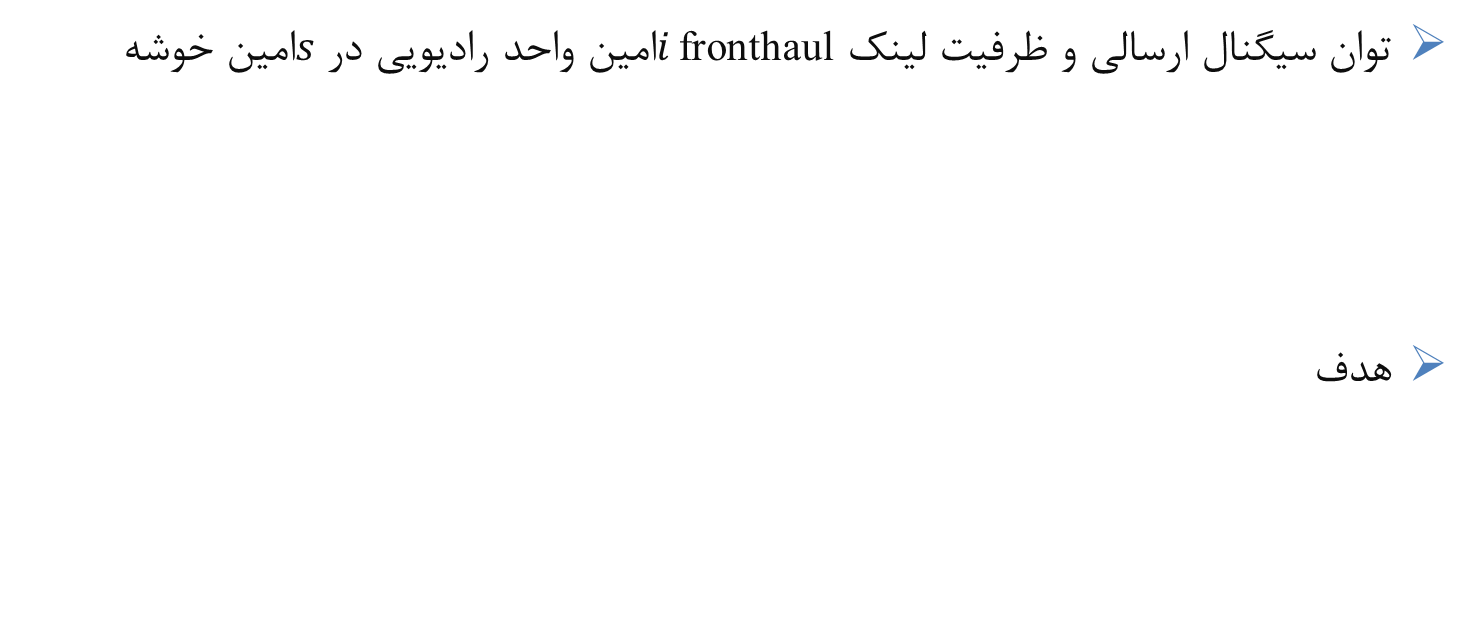 توان سیگنال ارسالی و ظرفیت لینک fronthaul iامین واحد رادیویی در sامین خوشه
هدف